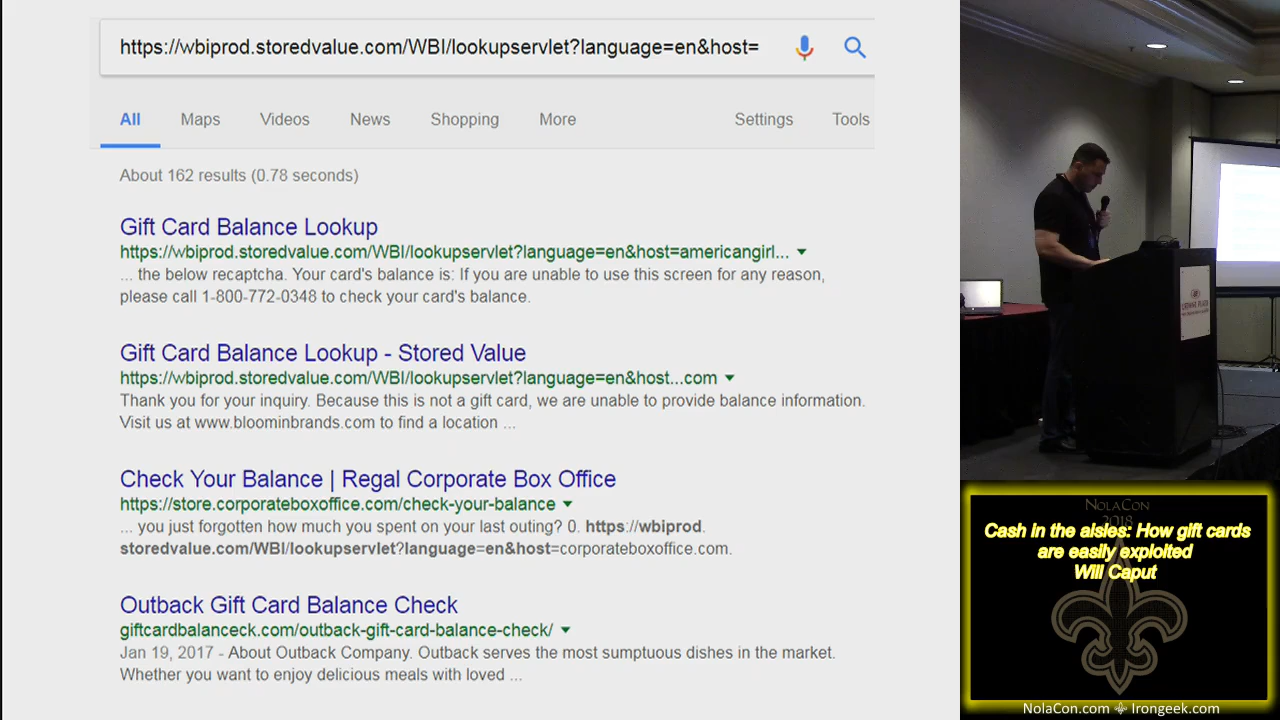 https://wbiprod.storedvalue.com/WBI/lookupservlet?language=en&host=
All Maps Videos News Shopping More Settings Tools
About 162 results (0.78 seconds)
Gift Card Balance Lookup
https://wbiprod.storedvalue.com/WBI/lookupservlet?language=en&host=americangirl...
... the below recaptcha. Your card's balance is: If you are unable to use this screen for any reason,
please call 1-800-772-0348 to check your card's balance.
Gift Card Balance Lookup - Stored Value
https://wbiprod.storedvalue.com/WBI/lookupservlet?language=en&host...com
Thank you for your inquiry. Because this is not a gift card, we are unable to provide balance information.
Visit us at www.bloominbrands.com to find a location ...
Check Your Balance | Regal Corporate Box Office
https://store.corporateboxoffice.com/check-your-balance
... you just forgotten how much you spent on your last outing? 0. https://wbiprod.
storedvalue.com/WBI/lookupservlet?language=en&host=corporateboxoffice.com.
Outback Gift Card Balance Check
giftcardbalanceck.com/outback-gift-card-balance-check/
Jan 19, 2017 - About Outback Company. Outback serves the most sumptuous dishes in the market.
Whether you want to enjoy delicious meals with loved ...
CROWNE PLAZA
NolaCon
2018
Cash in the aisles: How gift cards
are easily exploited
Will Caput
NolaCon.com Irongeek.com